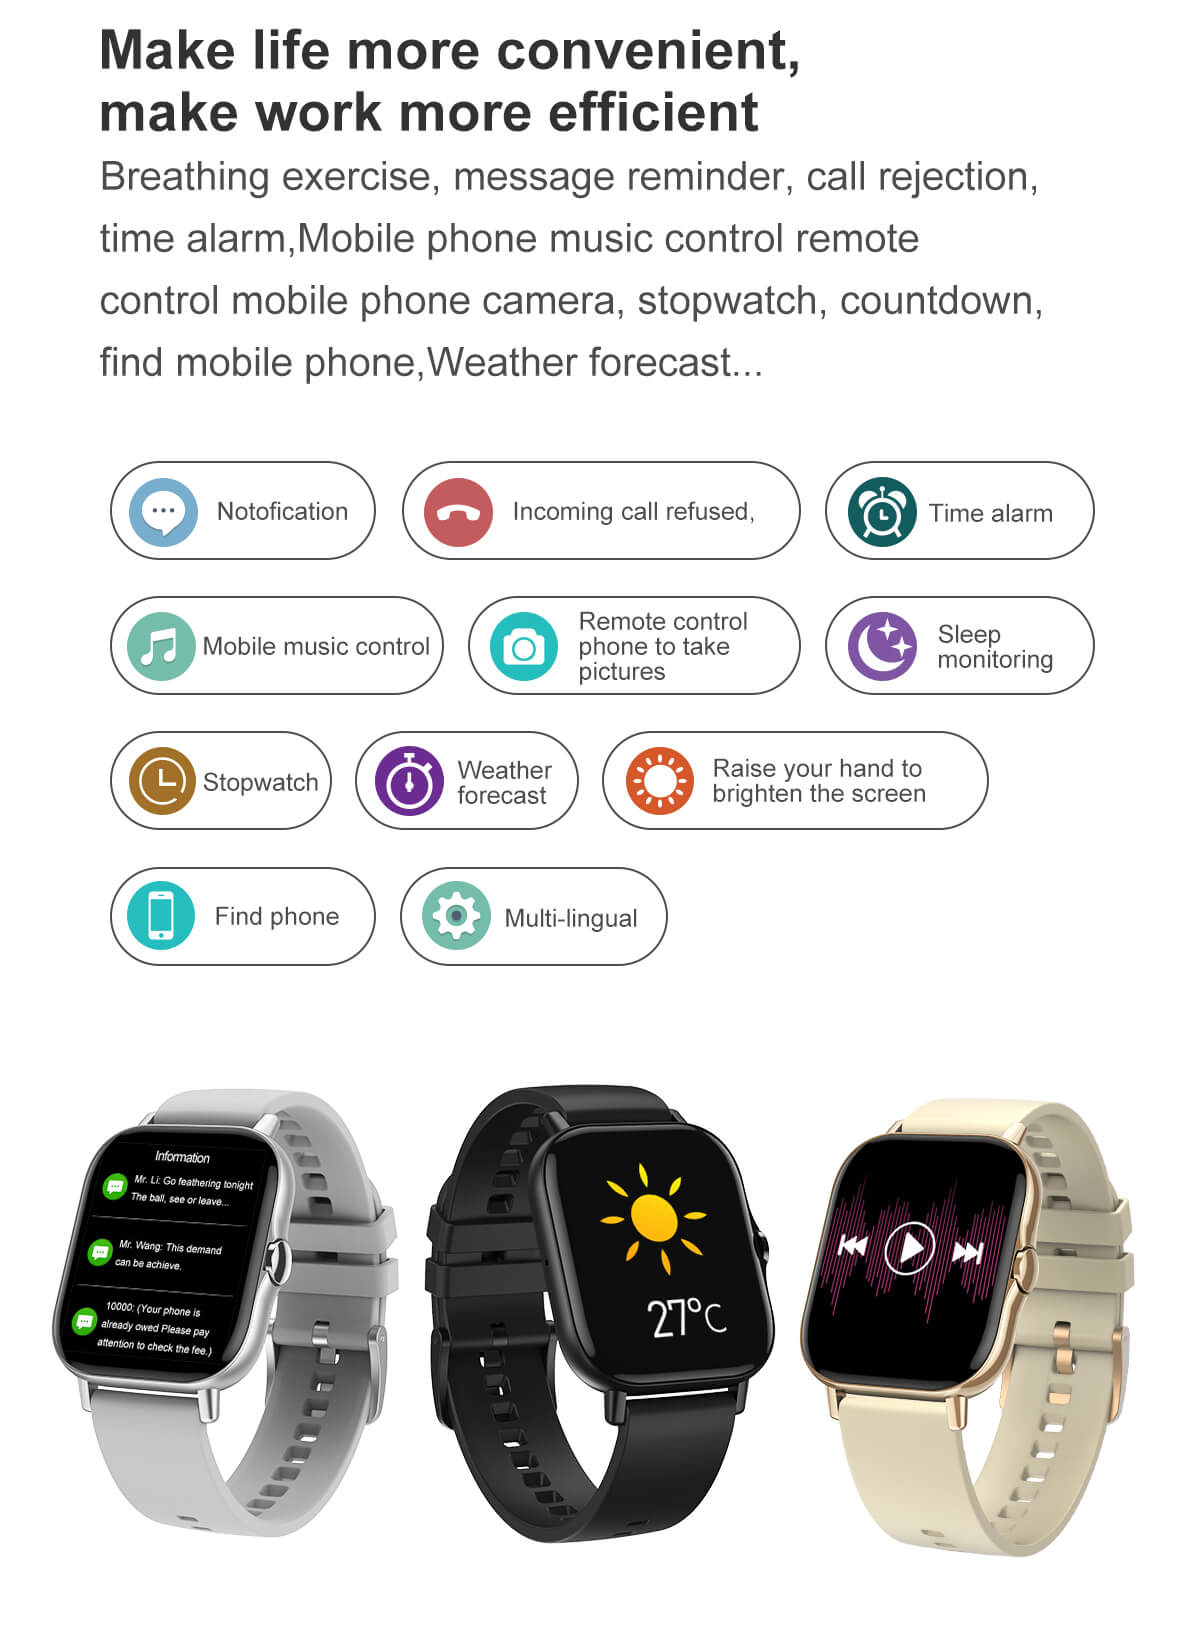 Make life more convenient,
make work more efficient
Breathing exercise, message reminder, call rejection,
time alarm,Mobile phone music control remote
control mobile phone camera, stopwatch, countdown,
find mobile phone,Weather forecast...
Notofication
Incoming call refused,
Time alarm
Mobile music control
Remote control
phone to take
pictures
Sleep
monitoring
Stopwatch
Weather
forecast
Raise your hand to
brighten the screen
Find phone
Multi-lingual
Information
Mr. Li: Go feathering tonight
The ball, see or leave...
Mr. Wang: This demand
can be achieve.
10000: (Your phone is
already owed Please pay
attention to check the fee.)
27°C